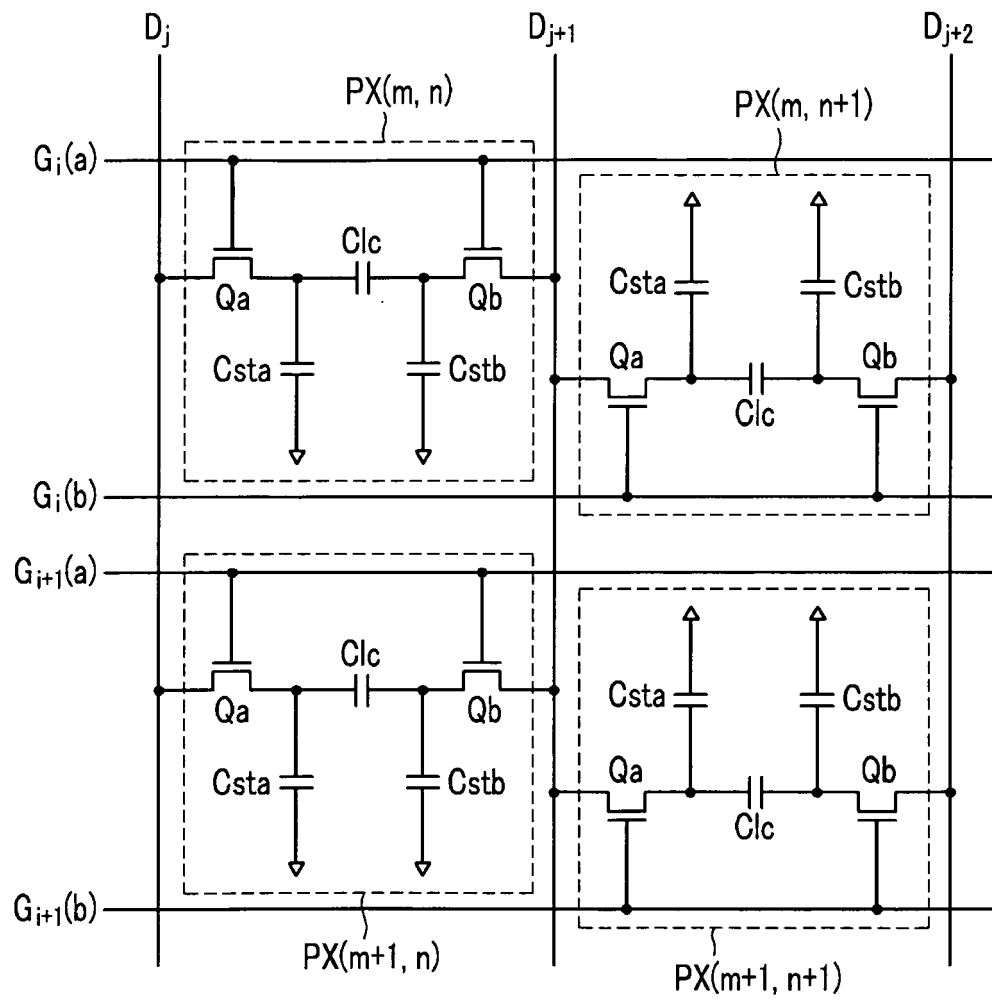 Dj Dj+1 Dj+2
PX(m, n) PX(m, n+1)
Gi(a)
Clc
Qa Qb
Csta Cstb
Csta Cstb
Qa Qb
Clc
Gi(b)
Gi+1(a)
Clc
Qa Qb
Csta Cstb
Csta Cstb
Qa Qb
Clc
Gi+1(b)
PX(m+1, n) PX(m+1, n+1)